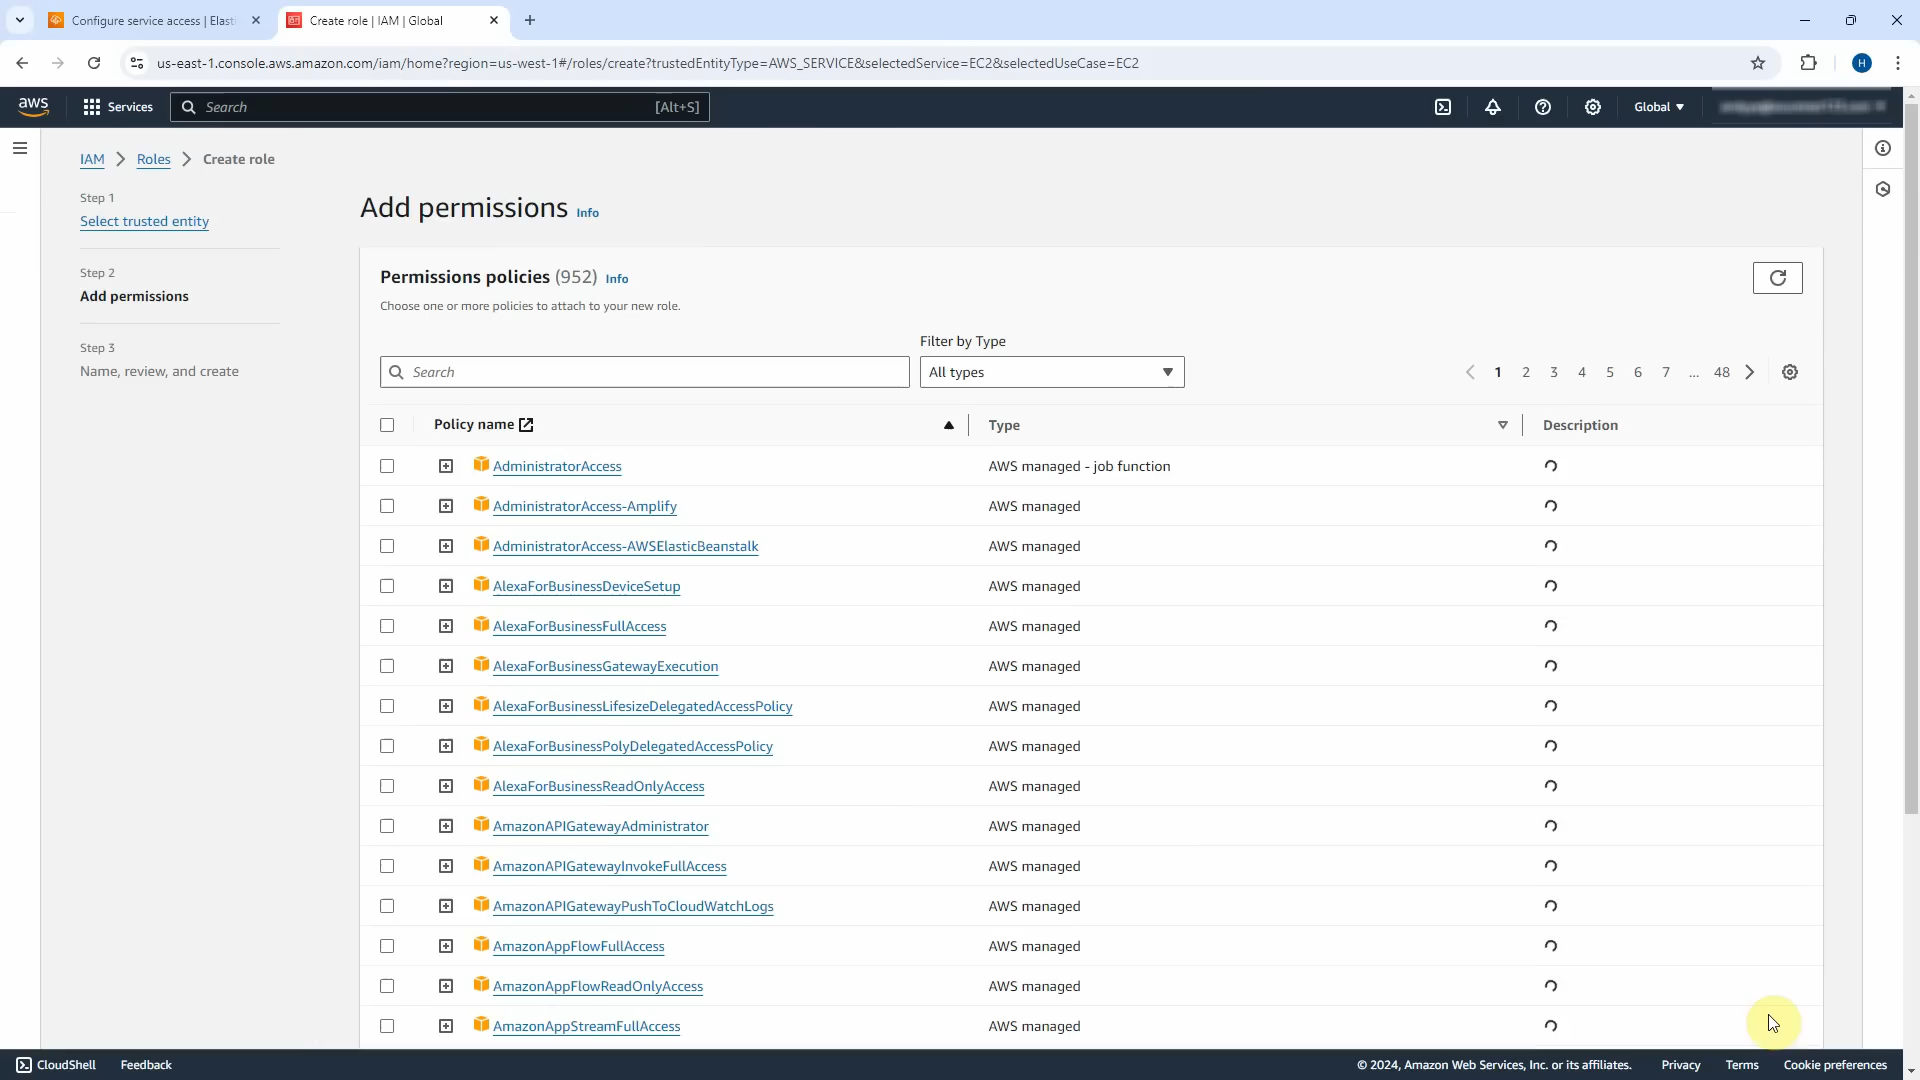 Configure service access | Elast
Create role | IAM | Global
us-east-1.console.aws.amazon.com/iam/home?region=us-west-1#/roles/create?trustedEntityType=AWS_SERVICE&selectedService=EC2&selectedUseCase=EC2
H
aws
Services
Search
[Alt+S]
Global
IAM
Roles
Create role
Step 1
Select trusted entity
Step 2
Add permissions
Step 3
Name, review, and create
Add permissions Info
Permissions policies (952) Info
Choose one or more policies to attach to your new role.
Filter by Type
Search
All types
1 2 3 4 5 6 7 ... 48
Policy name
Type
Description
AdministratorAccess AWS managed - job function
AdministratorAccess-Amplify AWS managed
AdministratorAccess-AWSElasticBeanstalk AWS managed
AlexaForBusinessDeviceSetup AWS managed
AlexaForBusinessFullAccess AWS managed
AlexaForBusinessGatewayExecution AWS managed
AlexaForBusinessLifesizeDelegatedAccessPolicy AWS managed
AlexaForBusinessPolyDelegatedAccessPolicy AWS managed
AlexaForBusinessReadOnlyAccess AWS managed
AmazonAPIGatewayAdministrator AWS managed
AmazonAPIGatewayInvokeFullAccess AWS managed
AmazonAPIGatewayPushToCloudWatchLogs AWS managed
AmazonAppFlowFullAccess AWS managed
AmazonAppFlowReadOnlyAccess AWS managed
AmazonAppStreamFullAccess AWS managed
CloudShell
Feedback
© 2024, Amazon Web Services, Inc. or its affiliates.
Privacy
Terms
Cookie preferences